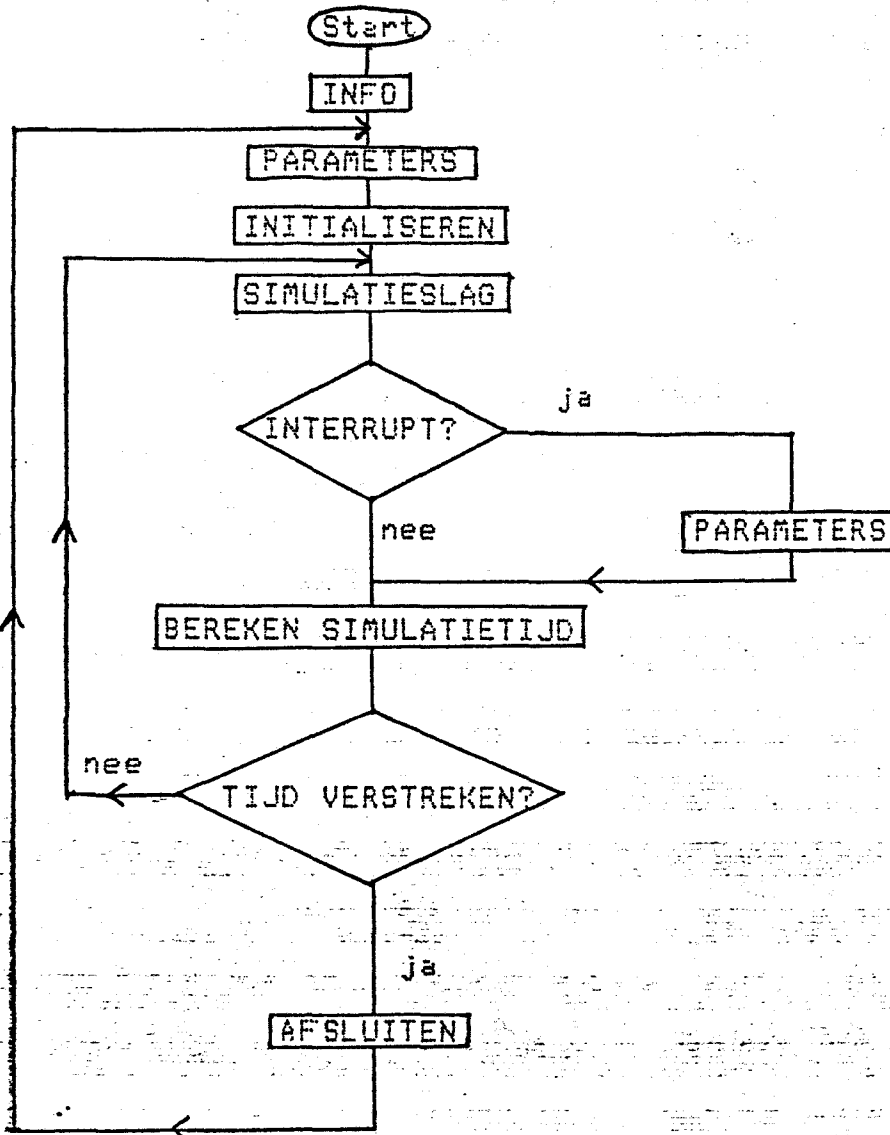 Start
INFO
PARAMETERS
INITIALISEREN
SIMULATIESLAG
ja
INTERRUPT?
nee
PARAMETERS
BEREKEN SIMULATIETIJD
nee
TIJD VERSTREKEN?
ja
AFSLUITEN